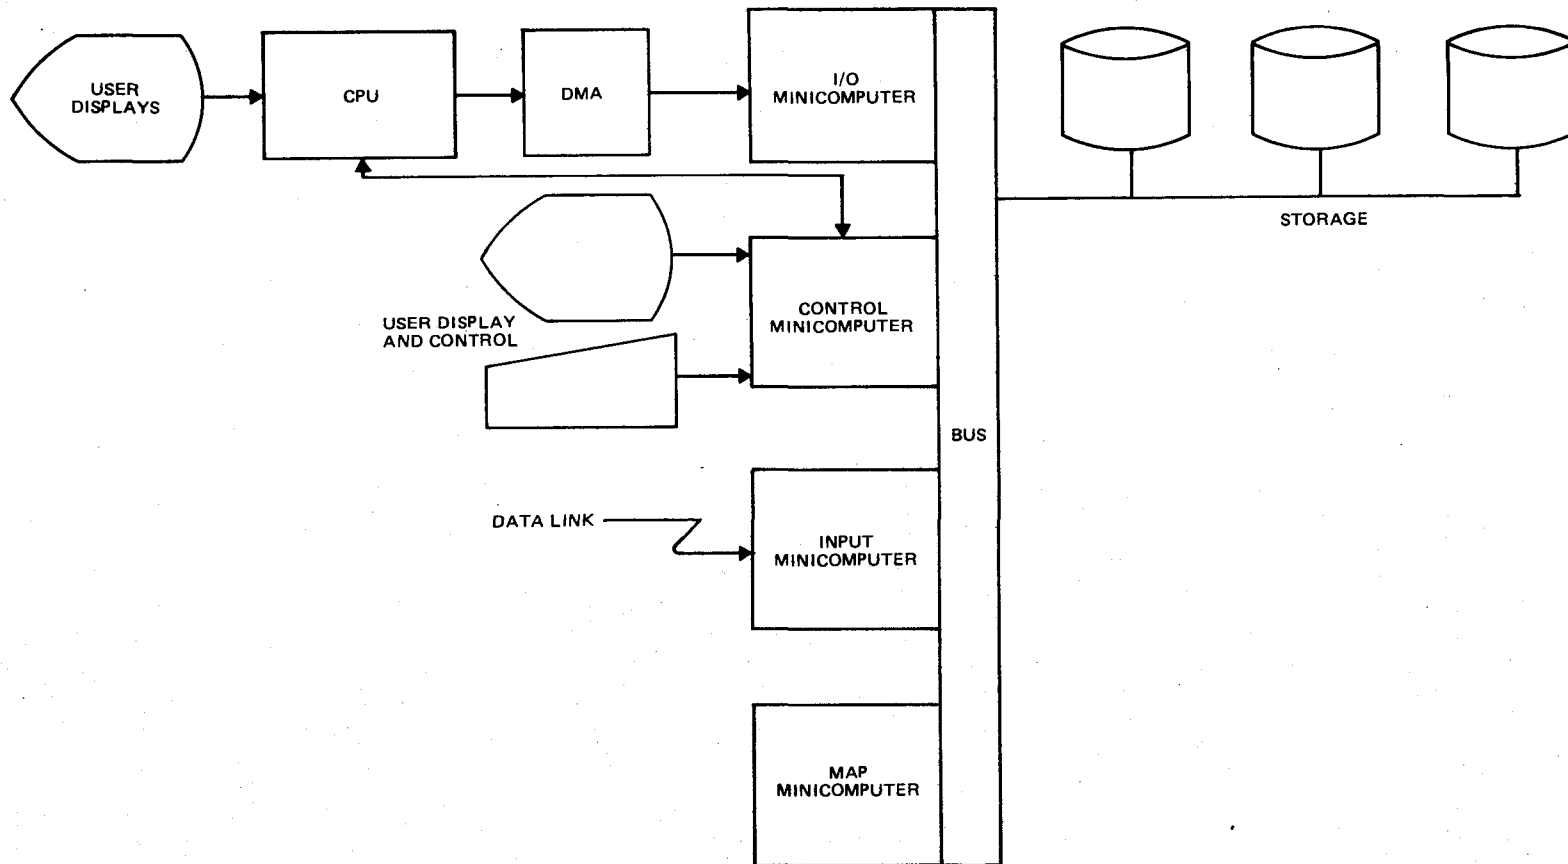 USER
DISPLAYS
CPU
DMA
I/O
MINICOMPUTER
STORAGE
USER DISPLAY
AND CONTROL
CONTROL
MINICOMPUTER
BUS
DATA LINK
INPUT
MINICOMPUTER
MAP
MINICOMPUTER